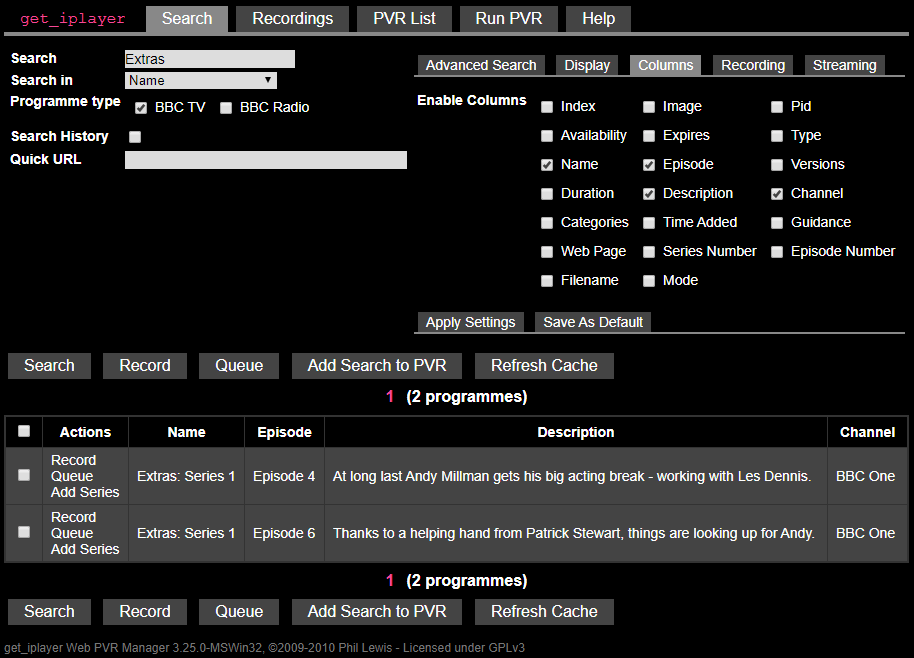 get_iplayer Search Recordings PVR List Run PVR Help
Search Extras
Search in Name
Programme type BBC TV BBC Radio
Search History
Quick URL
Advanced Search Display Columns Recording Streaming
Enable Columns Index Image Pid
Availability Expires Type
Name Episode Versions
Duration Description Channel
Categories Time Added Guidance
Web Page Series Number Episode Number
Filename Mode
Apply Settings Save As Default
Search Record Queue Add Search to PVR Refresh Cache
1 (2 programmes)
Actions Name Episode Description Channel
Record
Queue
Add Series
Extras: Series 1 Episode 4 At long last Andy Millman gets his big acting break - working with Les Dennis. BBC One
Record
Queue
Add Series
Extras: Series 1 Episode 6 Thanks to a helping hand from Patrick Stewart, things are looking up for Andy. BBC One
1 (2 programmes)
Search Record Queue Add Search to PVR Refresh Cache
get_iplayer Web PVR Manager 3.25.0-MSWin32, ©2009-2010 Phil Lewis - Licensed under GPLv3